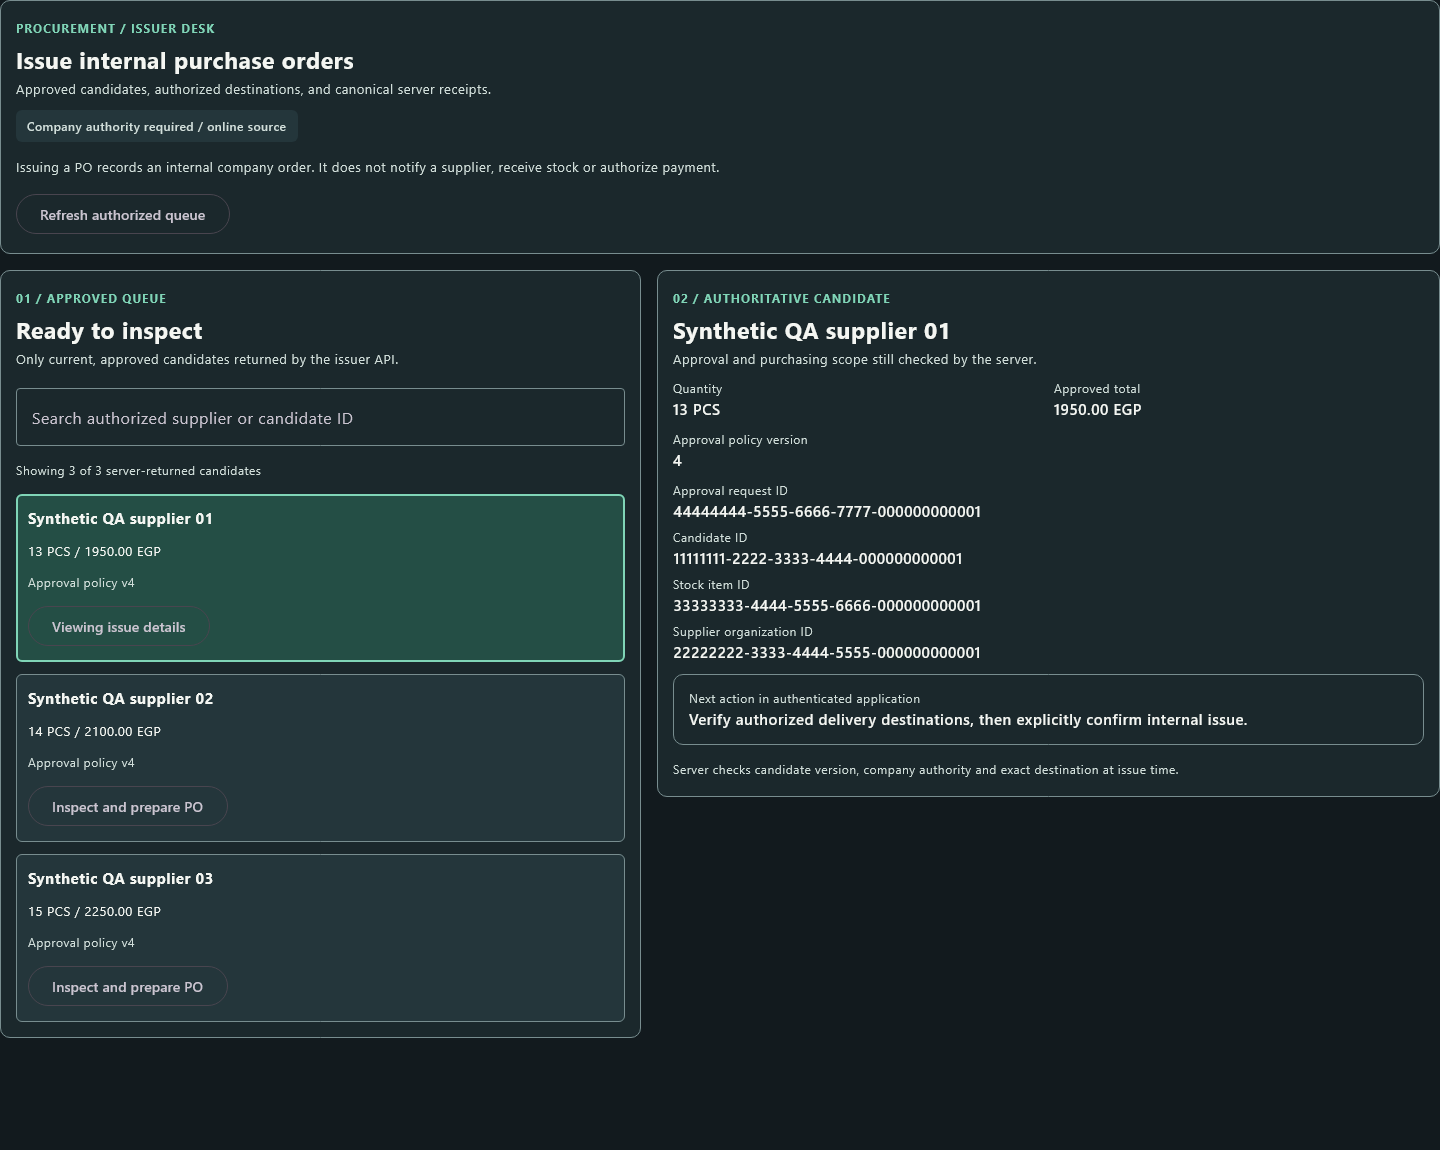 PROCUREMENT / ISSUER DESK
Issue internal purchase orders
Approved candidates, authorized destinations, and canonical server receipts.
Company authority required / online source
Issuing a PO records an internal company order. It does not notify a supplier, receive stock or authorize payment.
Refresh authorized queue
01 / APPROVED QUEUE
Ready to inspect
Only current, approved candidates returned by the issuer API.
Search authorized supplier or candidate ID
Showing 3 of 3 server-returned candidates
Synthetic QA supplier 01
13 PCS / 1950.00 EGP
Approval policy v4
Viewing issue details
Synthetic QA supplier 02
14 PCS / 2100.00 EGP
Approval policy v4
Inspect and prepare PO
Synthetic QA supplier 03
15 PCS / 2250.00 EGP
Approval policy v4
Inspect and prepare PO
02 / AUTHORITATIVE CANDIDATE
Synthetic QA supplier 01
Approval and purchasing scope still checked by the server.
Quantity
13 PCS
Approved total
1950.00 EGP
Approval policy version
4
Approval request ID
44444444-5555-6666-7777-000000000001
Candidate ID
11111111-2222-3333-4444-000000000001
Stock item ID
33333333-4444-5555-6666-000000000001
Supplier organization ID
22222222-3333-4444-5555-000000000001
Next action in authenticated application
Verify authorized delivery destinations, then explicitly confirm internal issue.
Server checks candidate version, company authority and exact destination at issue time.